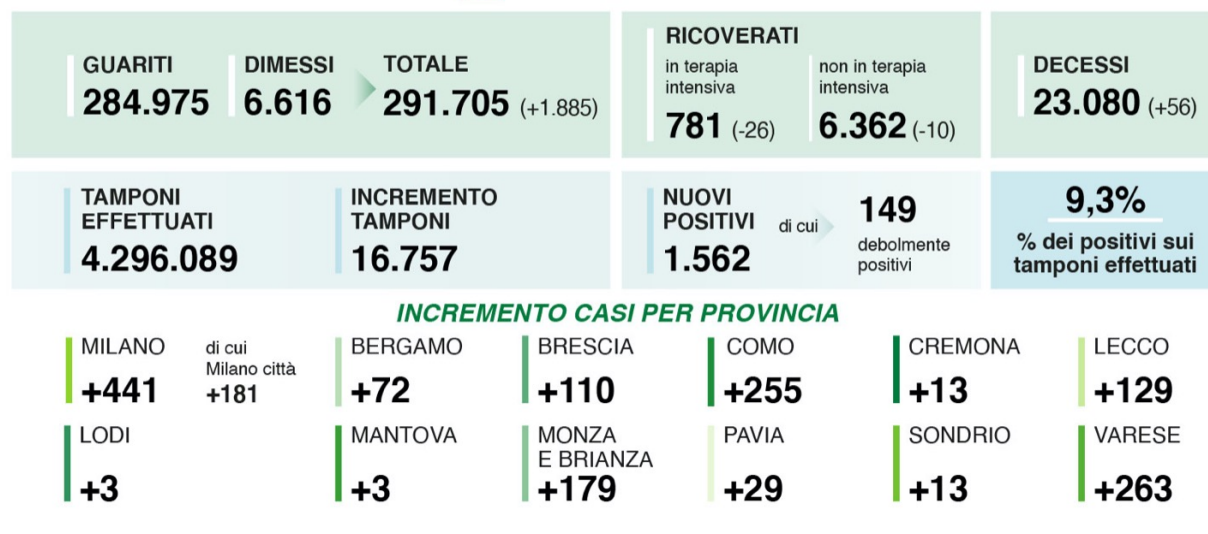 GUARITI
284.975
DIMESSI
6.616
TOTALE
291.705 (+1.885)
RICOVERATI
in terapia
intensiva
781 (-26)
non in terapia
intensiva
6.362 (-10)
DECESSI
23.080 (+56)
TAMPONI
EFFETTUATI
4.296.089
INCREMENTO
TAMPONI
16.757
NUOVI
POSITIVI
1.562
di cui
149
debolmente
positivi
9,3%
% dei positivi sui
tamponi effettuati
INCREMENTO CASI PER PROVINCIA
MILANO
+441
di cui
Milano città
+181
BERGAMO
+72
BRESCIA
+110
COMO
+255
CREMONA
+13
LECCO
+129
LODI
+3
MANTOVA
+3
MONZA
E BRIANZA
+179
PAVIA
+29
SONDRIO
+13
VARESE
+263